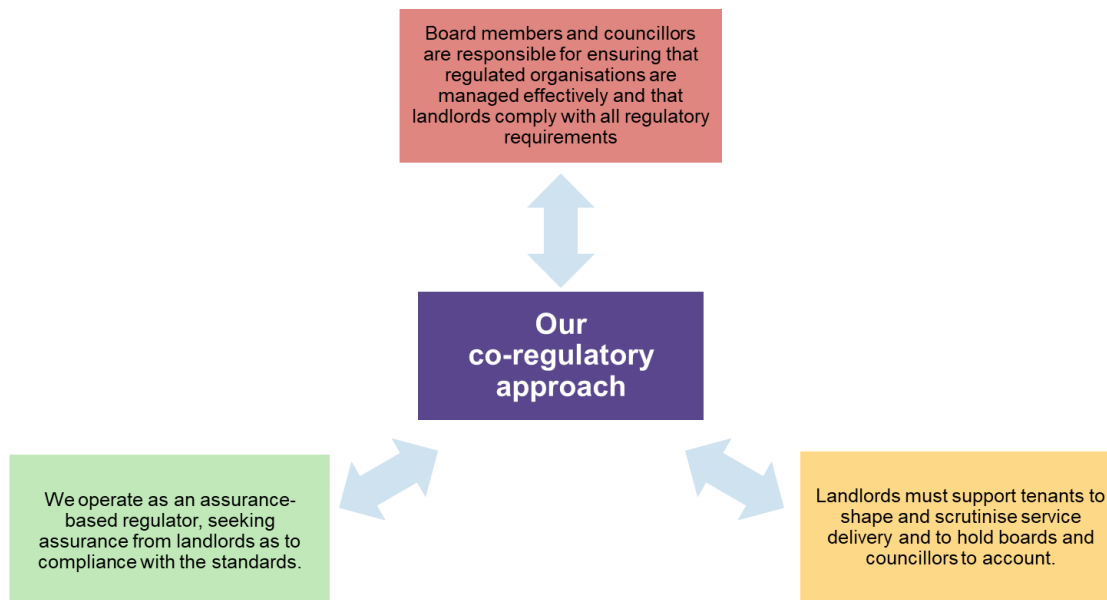 Board members and councillors
are responsible for ensuring that
regulated organisations are
managed effectively and that
landlords comply with all regulatory
requirements
Our
co-regulatory
approach
We operate as an assurance-
based regulator, seeking
assurance from landlords as to
compliance with the standards.
Landlords must support tenants to
shape and scrutinise service
delivery and to hold boards and
councillors to account.